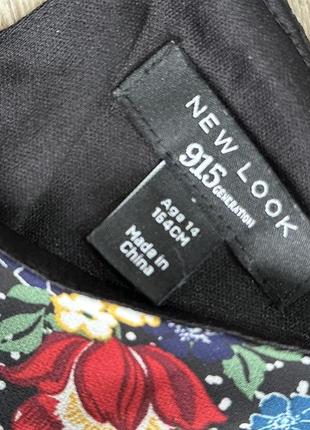 NEW LOOK
915
GENERATION
Age 14
164CM
Made in
China